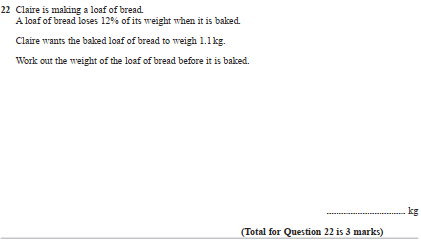 22 Claire is making a loaf of bread.
A loaf of bread loses 12% of its weight when it is baked.
Claire wants the baked loaf of bread to weigh 1.1 kg.
Work out the weight of the loaf of bread before it is baked.
.................................. kg
(Total for Question 22 is 3 marks)